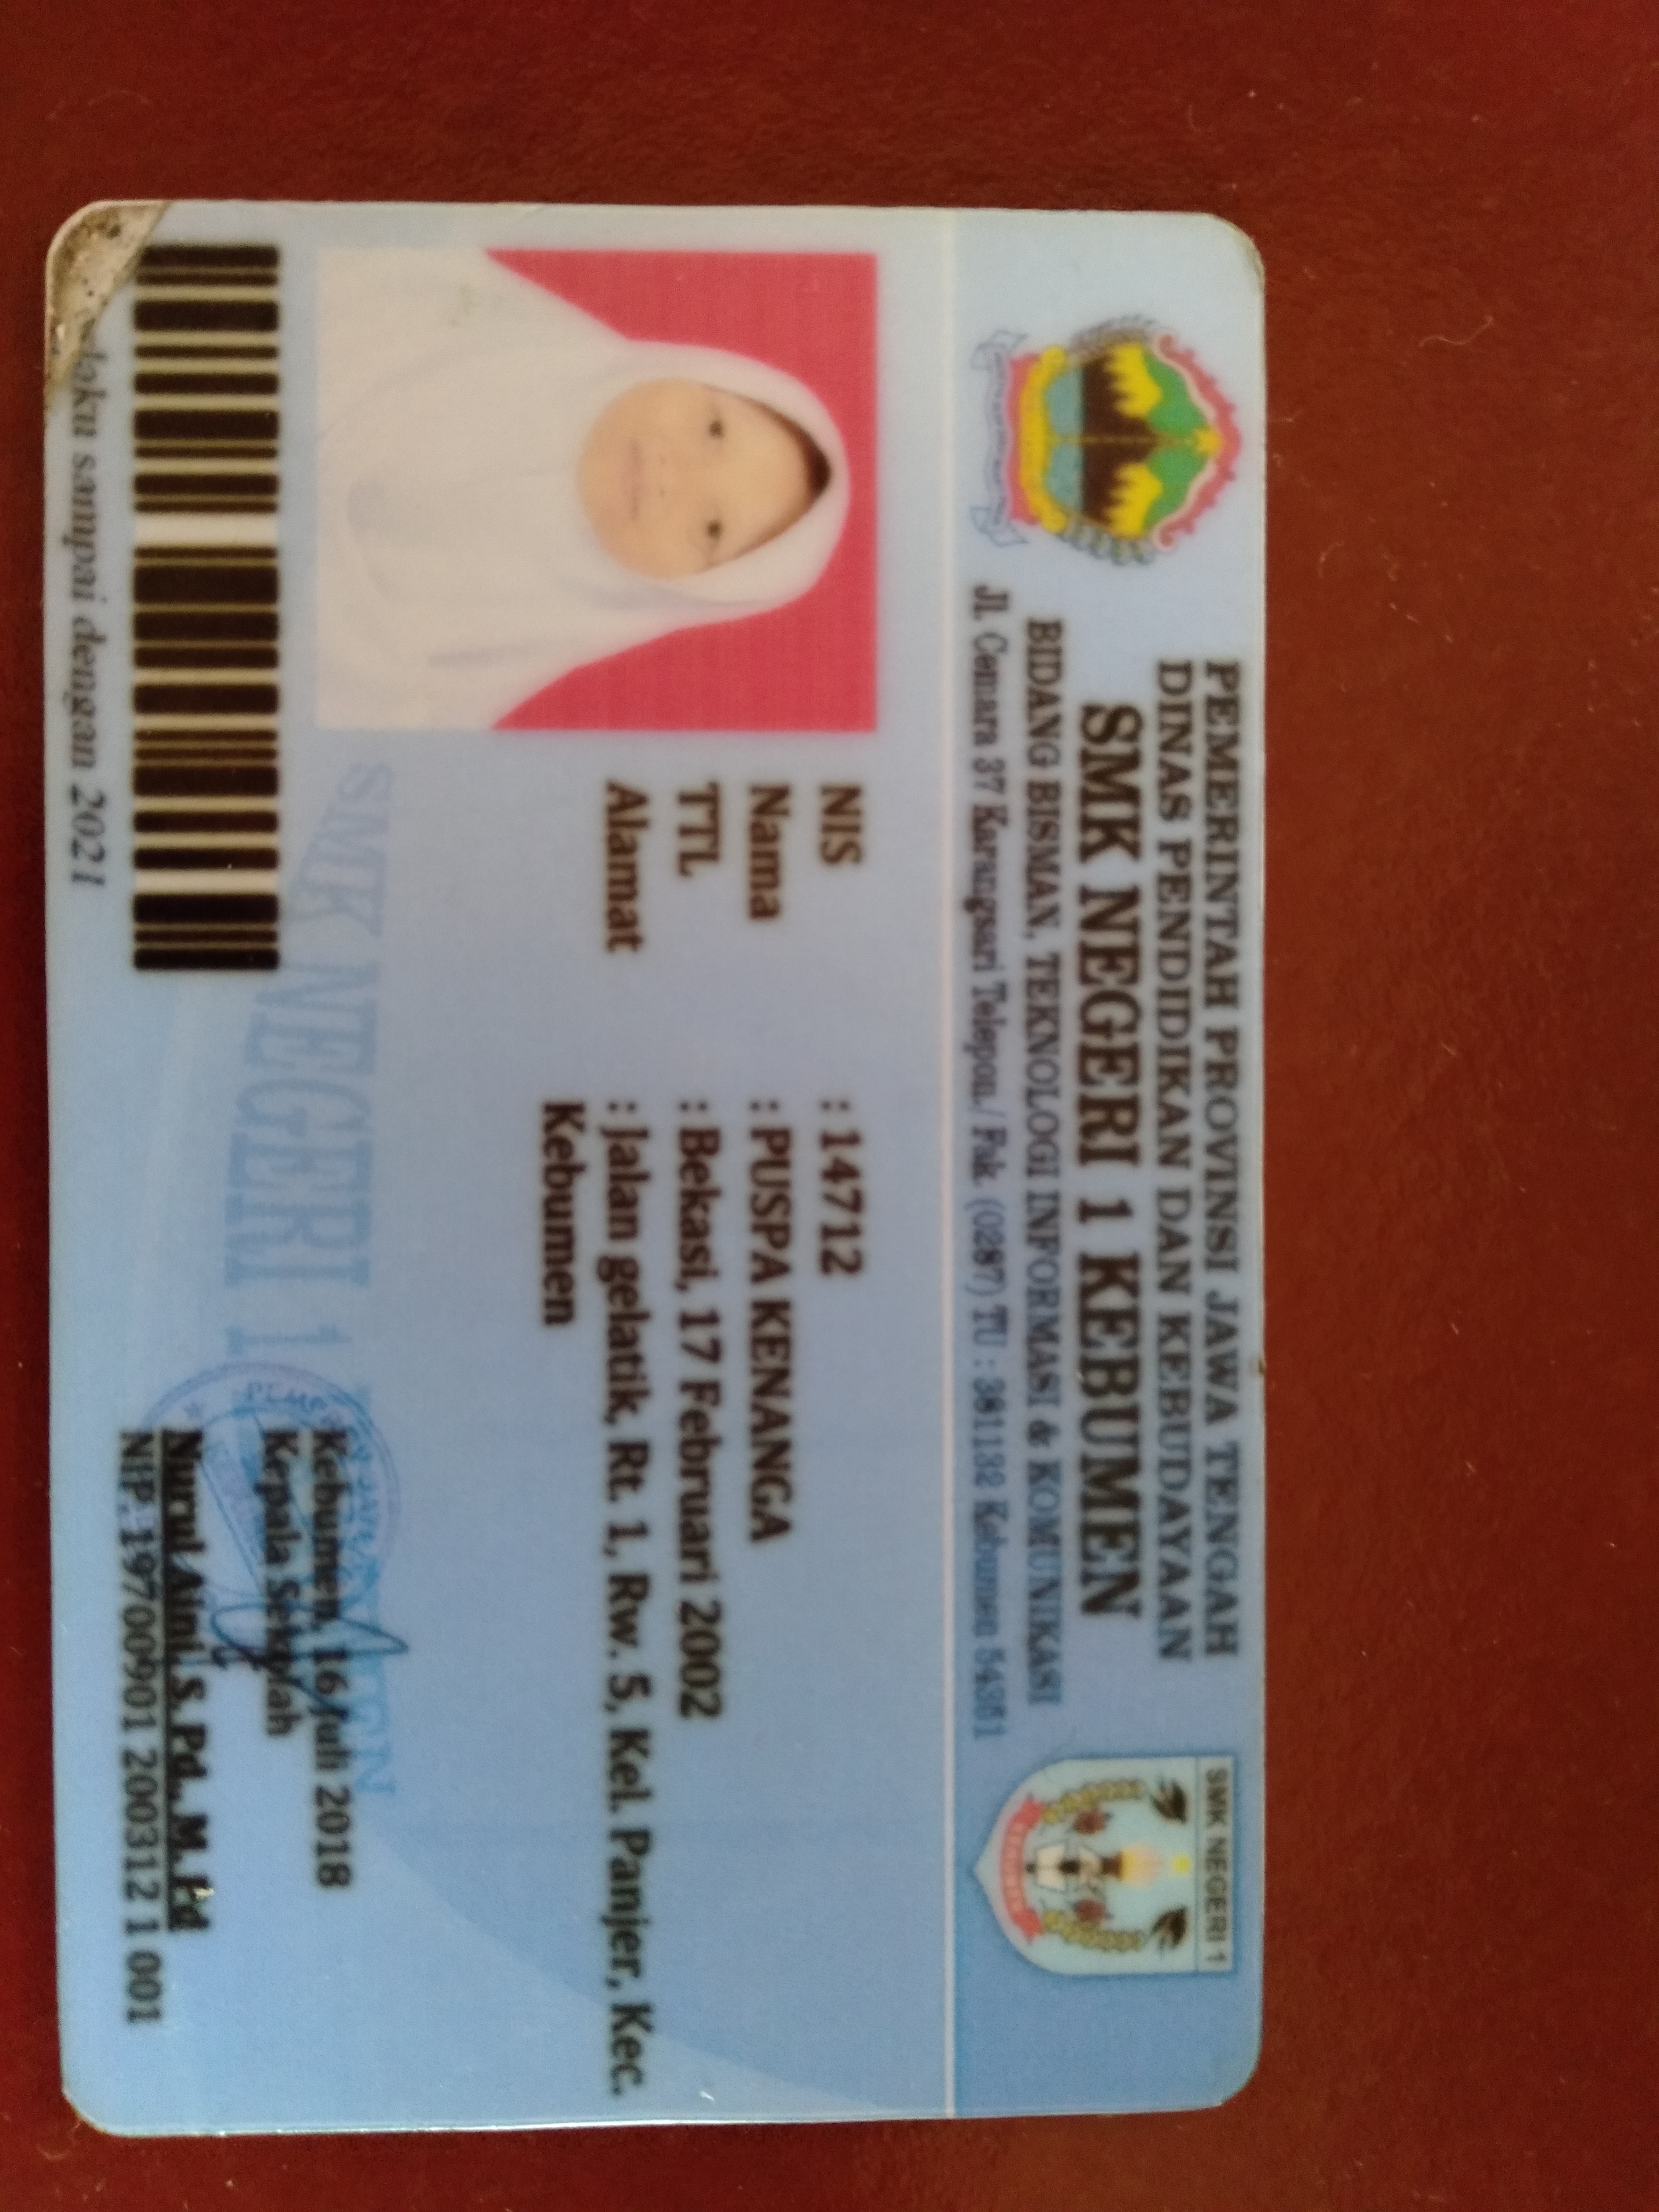 PEMERINTAH PROVINSI JAWA TENGAH
DINAS PENDIDIKAN DAN KEBUDAYAAN
SMK NEGERI 1 KEBUMEN
BIDANG BISMAN, TEKNOLOGI INFORMASI & KOMUNIKASI
Jl. Cemara 37 Karangsari Telepon./ Fak. (0287) TU : 381132 Kebumen 54351
SMK NEGERI 1
KEBUMEN
NIS : 14712
Nama : PUSPA KENANGA
TTL : Bekasi, 17 Februari 2002
Alamat : Jalan gelatik, Rt. 1, Rw. 5, Kel. Panjer, Kec.
Kebumen
SMK NEGERI 1
Kebumen, 16 Juli 2018
Kepala Sekolah
Nurul Aini, S. Pd., M. Pd
NIP. 19700901 200312 1 001
sampai dengan 2021